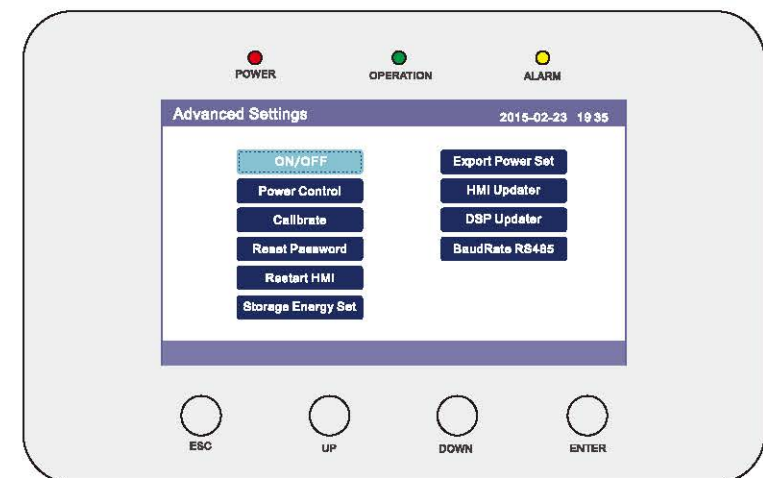 POWER OPERATION ALARM
Advanced Settings 2015-02-23 19 35
ON/OFF Export Power Set
Power Control HMI Updater
Calibrate DSP Updater
Reset Password BaudRate RS485
Restart HMI
Storage Energy Set
ESC UP DOWN ENTER